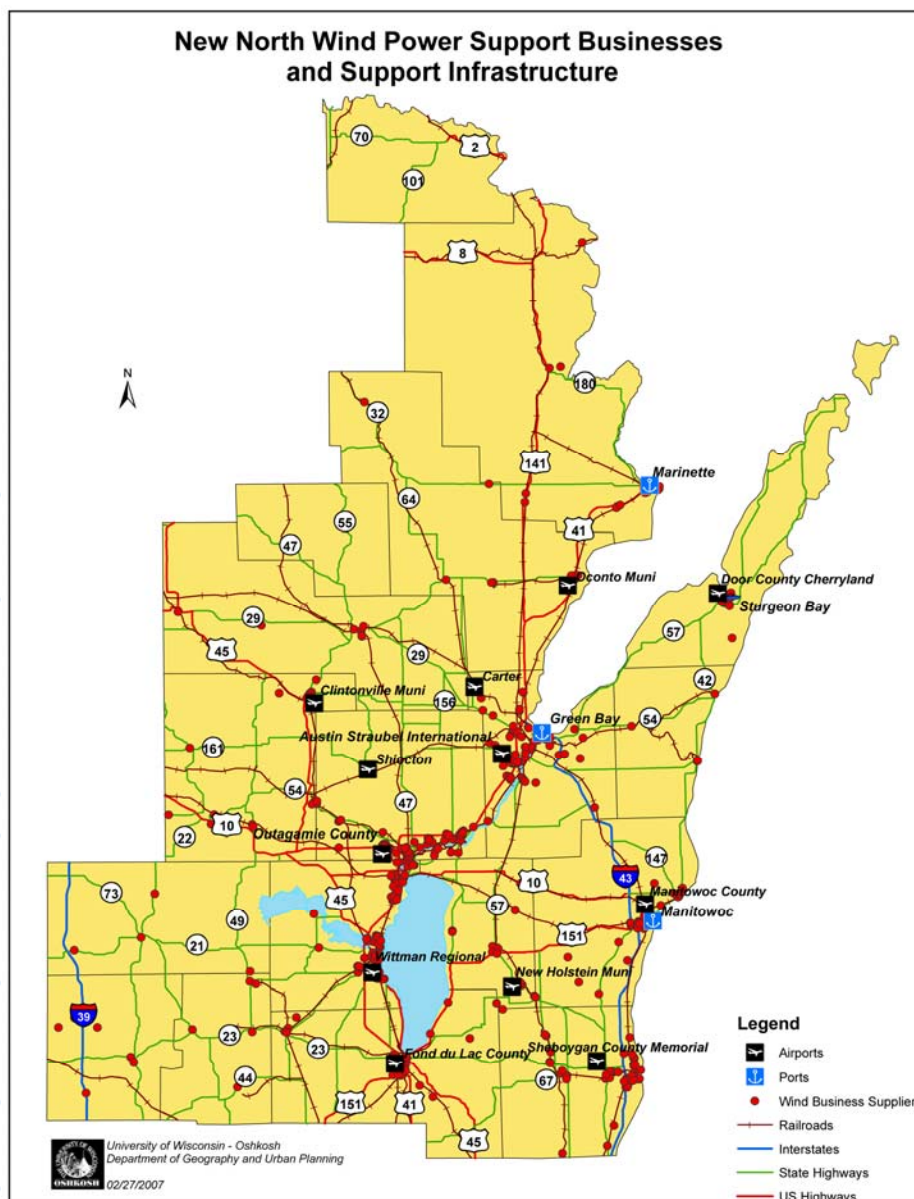 New North Wind Power Support Businesses
and Support Infrastructure
70
2
101
8
N
180
32
141
Marinette
64
55
41
47
Oconto Muni
Door County Cherryland
Sturgeon Bay
29
57
45
29
Carter
42
Clintonville Muni
156
Green Bay
54
Austin Straubel International
161
Shiocton
54
47
10
22
Outagamie County
147
43
73
10
Manitowoc County
45
57
49
Manitowoc
151
21
Wittman Regional
New Holstein Muni
39
Legend
23
23
Fond du Lac County
Sheboygan County Memorial
Airports
44
67
Ports
151
41
Wind Business Supplier
45
Railroads
University of Wisconsin - Oshkosh
Department of Geography and Urban Planning
Interstates
OSHKOSH
02/27/2007
State Highways
US Highways